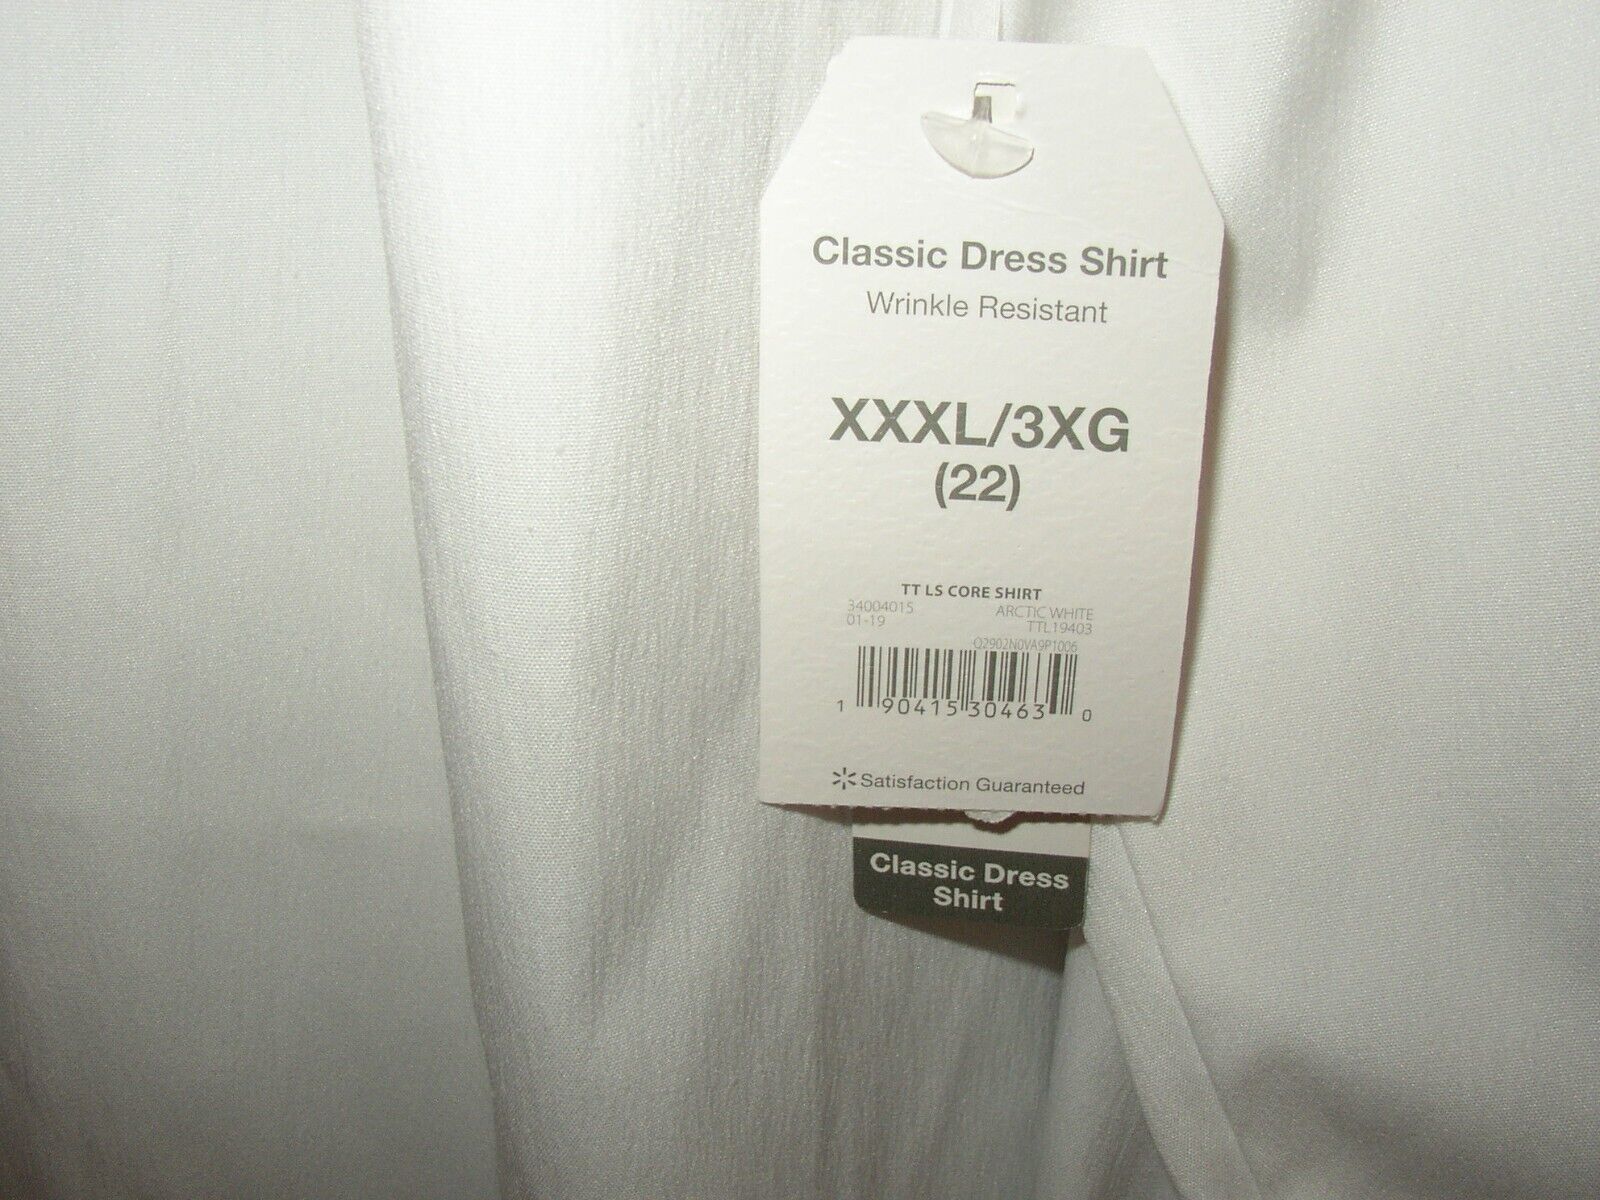 Classic Dress Shirt
Wrinkle Resistant
XXXL/3XG
(22)
TT LS CORE SHIRT
34004015 ARCTIC WHITE
01-19 TTL19403
Q2902N0VA9P1006
1 90415 30463 0
Satisfaction Guaranteed
Classic Dress
Shirt